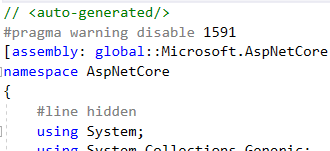 // <auto-generated/>
#pragma warning disable 1591
[assembly: global::Microsoft.AspNetCore
namespace AspNetCore
{
#line hidden
using System;
using System.Collections.Generic;